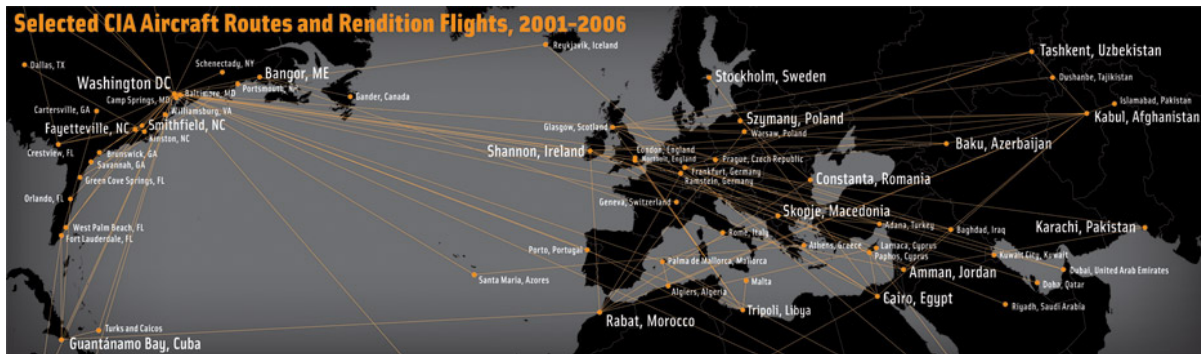 Selected CIA Aircraft Routes and Rendition Flights, 2001–2006
Reykjavik, Iceland
Tashkent, Uzbekistan
Dallas, TX
Schenectady, NY
Bangor, ME
Washington DC
Stockholm, Sweden
Dushanbe, Tajikistan
Portsmouth, NH
Baltimore, MD
Camp Springs, MD
Gander, Canada
Islamabad, Pakistan
Cartersville, GA
Williamsburg, VA
Kabul, Afghanistan
Szymany, Poland
Fayetteville, NC
Smithfield, NC
Glasgow, Scotland
Warsaw, Poland
Kinston, NC
Baku, Azerbaijan
Crestview, FL
Shannon, Ireland
London, England
Brunswick, GA
Northolt, England
Prague, Czech Republic
Savannah, GA
Frankfurt, Germany
Green Cove Springs, FL
Ramstein, Germany
Constanta, Romania
Orlando, FL
Geneva, Switzerland
Skopje, Macedonia
West Palm Beach, FL
Adana, Turkey
Karachi, Pakistan
Fort Lauderdale, FL
Rome, Italy
Baghdad, Iraq
Porto, Portugal
Athens, Greece
Larnaca, Cyprus
Paphos, Cyprus
Kuwait City, Kuwait
Palma de Mallorca, Mallorca
Amman, Jordan
Dubai, United Arab Emirates
Santa Maria, Azores
Malta
Doha, Qatar
Algiers, Algeria
Cairo, Egypt
Riyadh, Saudi Arabia
Tripoli, Libya
Rabat, Morocco
Turks and Caicos
Guantánamo Bay, Cuba